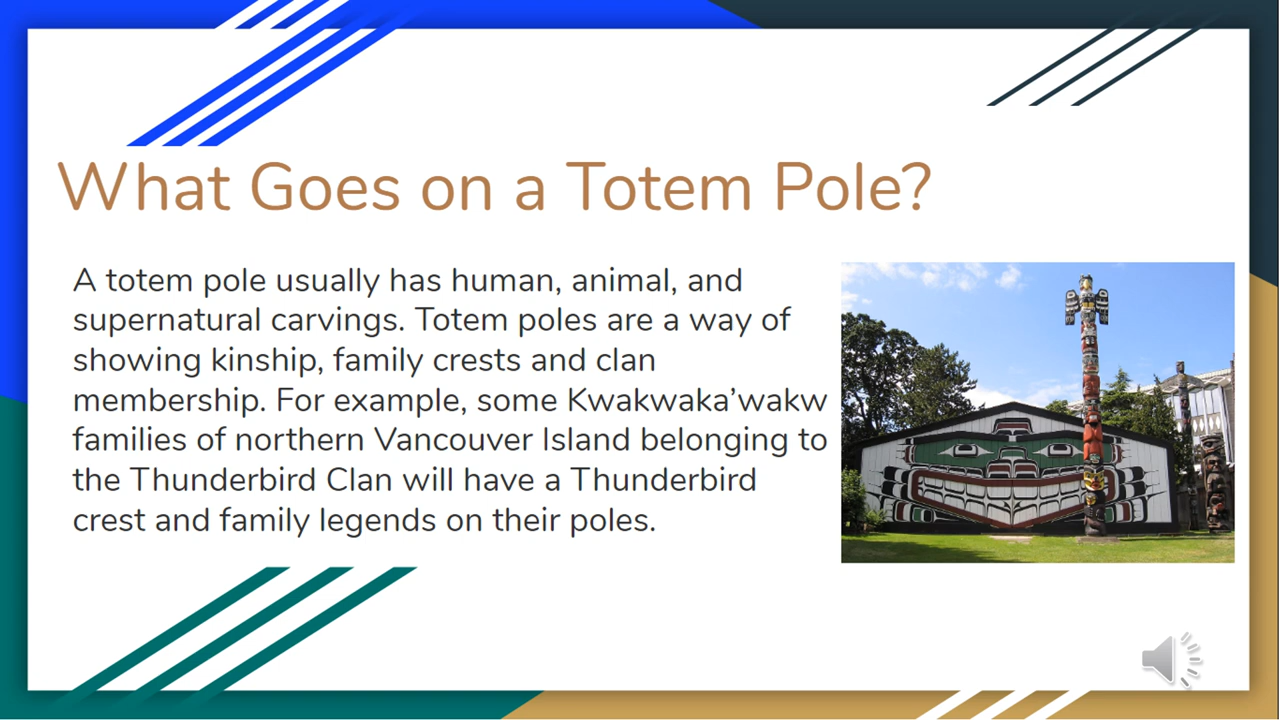 What Goes on a Totem Pole?
A totem pole usually has human, animal, and
supernatural carvings. Totem poles are a way of
showing kinship, family crests and clan
membership. For example, some Kwakwaka’wakw
families of northern Vancouver Island belonging to
the Thunderbird Clan will have a Thunderbird
crest and family legends on their poles.